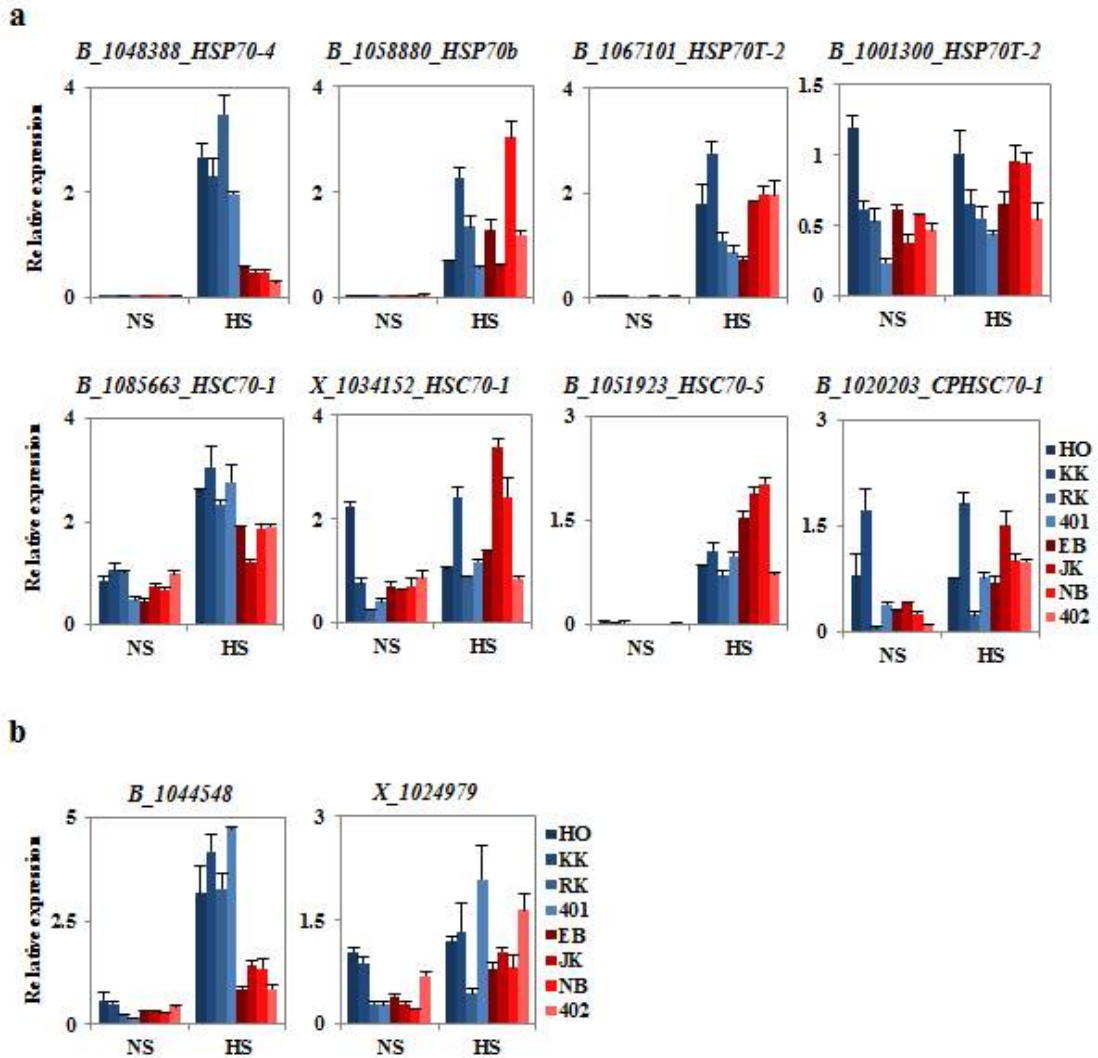 a
B_1048388_HSP70-4
B_1058880_HSP70b
B_1067101_HSP70T-2
B_1001300_HSP70T-2
Relative expression
4
2
0
NS HS
4
2
0
NS HS
4
2
0
NS HS
1.5
1
0.5
0
NS HS
B_1085663_HSC70-1
X_1034152_HSC70-1
B_1051923_HSC70-5
B_1020203_CPHSC70-1
Relative expression
4
2
0
NS HS
4
2
0
NS HS
3
1.5
0
NS HS
3
1.5
0
NS HS
HO
KK
RK
401
EB
JK
NB
402
b
B_1044548
X_1024979
Relative expression
5
2.5
0
NS HS
3
1.5
0
NS HS
HO
KK
RK
401
EB
JK
NB
402